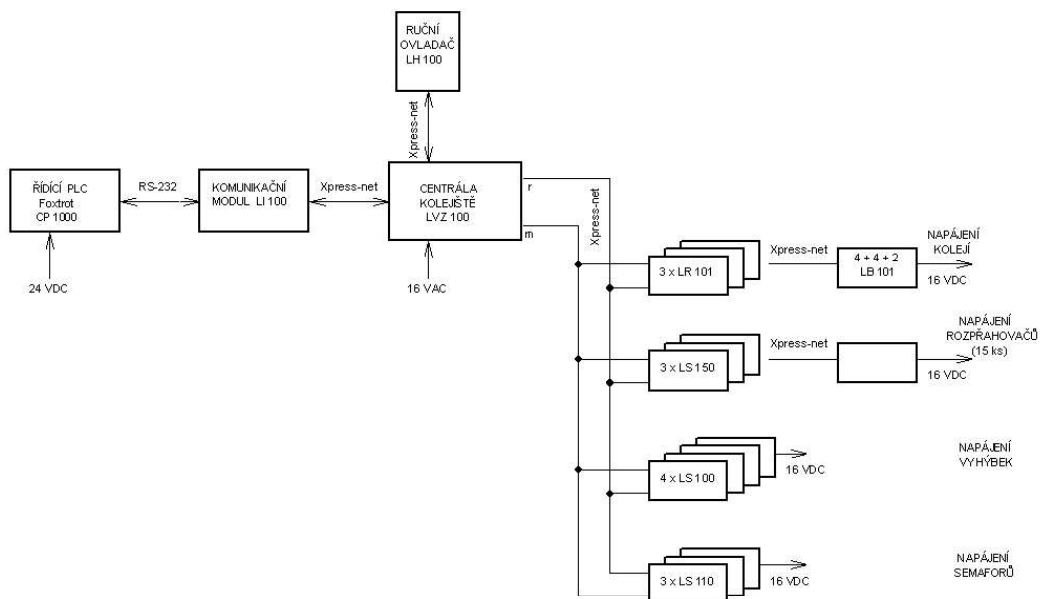 RUČNÍ
OVLADAČ
LH 100
Xpress-net
ŘÍDÍCÍ PLC
Foxtrot
CP 1000
RS-232
KOMUNIKAČNÍ
MODUL LI 100
Xpress-net
CENTRÁLA
KOLEJIŠTĚ
LVZ 100
r
m
24 VDC
16 VAC
Xpress-net
3 x LR 101
Xpress-net
4 + 4 + 2
LB 101
NAPÁJENÍ
KOLEJÍ
16 VDC
3 x LS 150
Xpress-net
NAPÁJENÍ
ROZPŘAHOVAČŮ
(15 ks)
16 VDC
4 x LS 100
16 VDC
NAPÁJENÍ
VYHÝBEK
3 x LS 110
16 VDC
NAPÁJENÍ
SEMAFORŮ